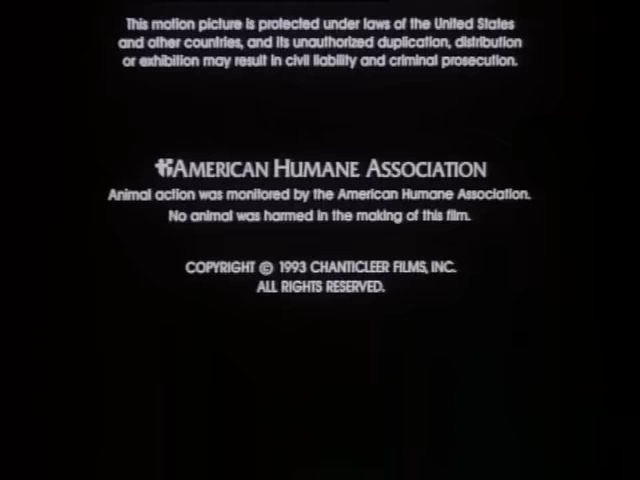 This motion picture is protected under laws of the United States
and other countries, and its unauthorized duplication, distribution
or exhibition may result in civil liability and criminal prosecution.
AMERICAN HUMANE ASSOCIATION
Animal action was monitored by the American Humane Association.
No animal was harmed in the making of this film.
COPYRIGHT © 1993 CHANTICLEER FILMS, INC.
ALL RIGHTS RESERVED.